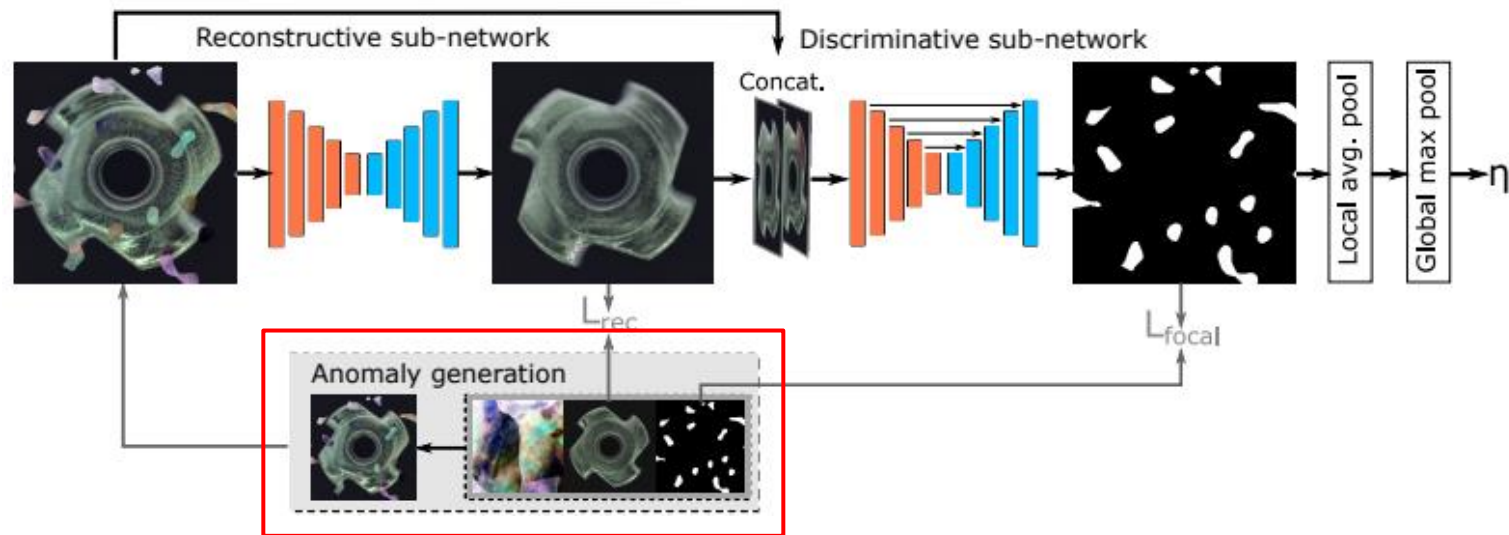 Reconstructive sub-network
Discriminative sub-network
Concat.
Local avg. pool
Global max pool
η
Lrec
Lfocal
Anomaly generation